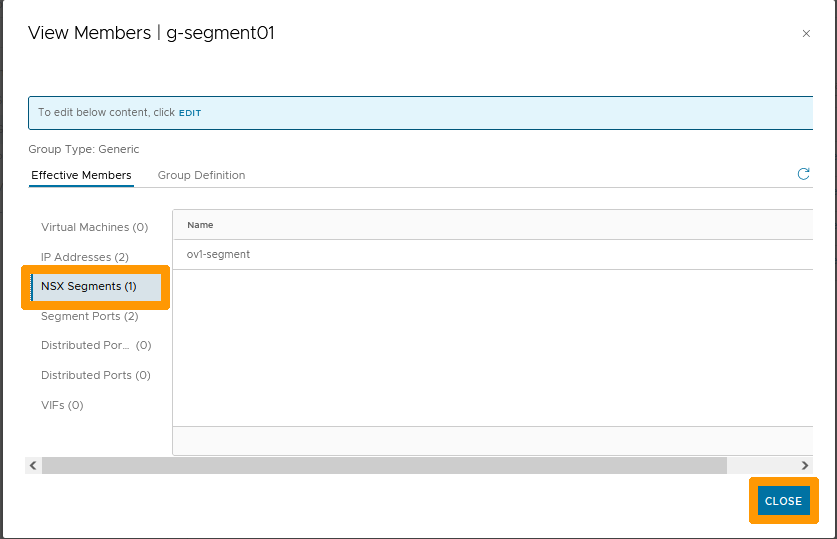 View Members | g-segment01
To edit below content, click EDIT
Group Type: Generic
Effective Members Group Definition
Virtual Machines (0)
IP Addresses (2)
NSX Segments (1)
Segment Ports (2)
Distributed Por... (0)
Distributed Ports (0)
VIFs (0)
Name
ov1-segment
CLOSE